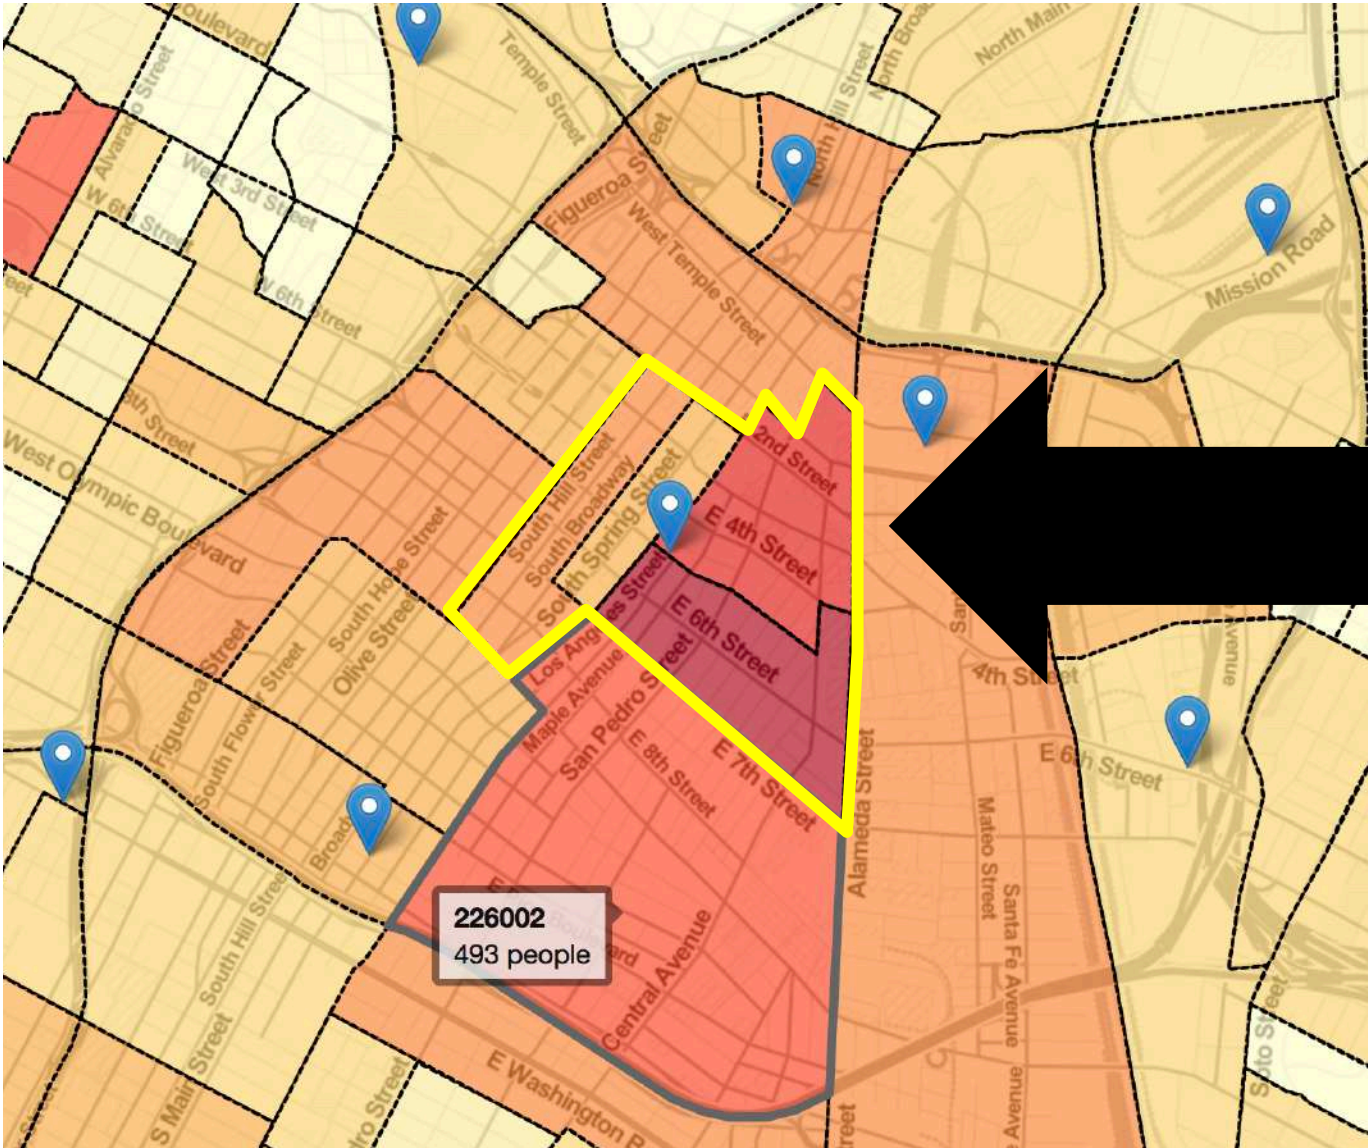 Boulevard
Alvarado Street
Temple Street
North Hill Street
North Main
West 3rd Street
W 6th Street
Figueroa Street
Mission Road
West Temple Street
W 6th Street
8th Street
2nd Street
West Olympic Boulevard
South Hill Street
South Broadway
South Spring Street
E 4th Street
South Hope Street
Olive Street
Los Angeles Street
E 6th Street
Maple Avenue
San Pedro Street
4th Street
Figueroa Street
South Flower Street
E 8th Street
E 7th Street
E 6th Street
Alameda Street
Mateo Street
Santa Fe Avenue
226002
493 people
Central Avenue
South Hill Street
S Main Street
E Washington
Soto Street
Avenue